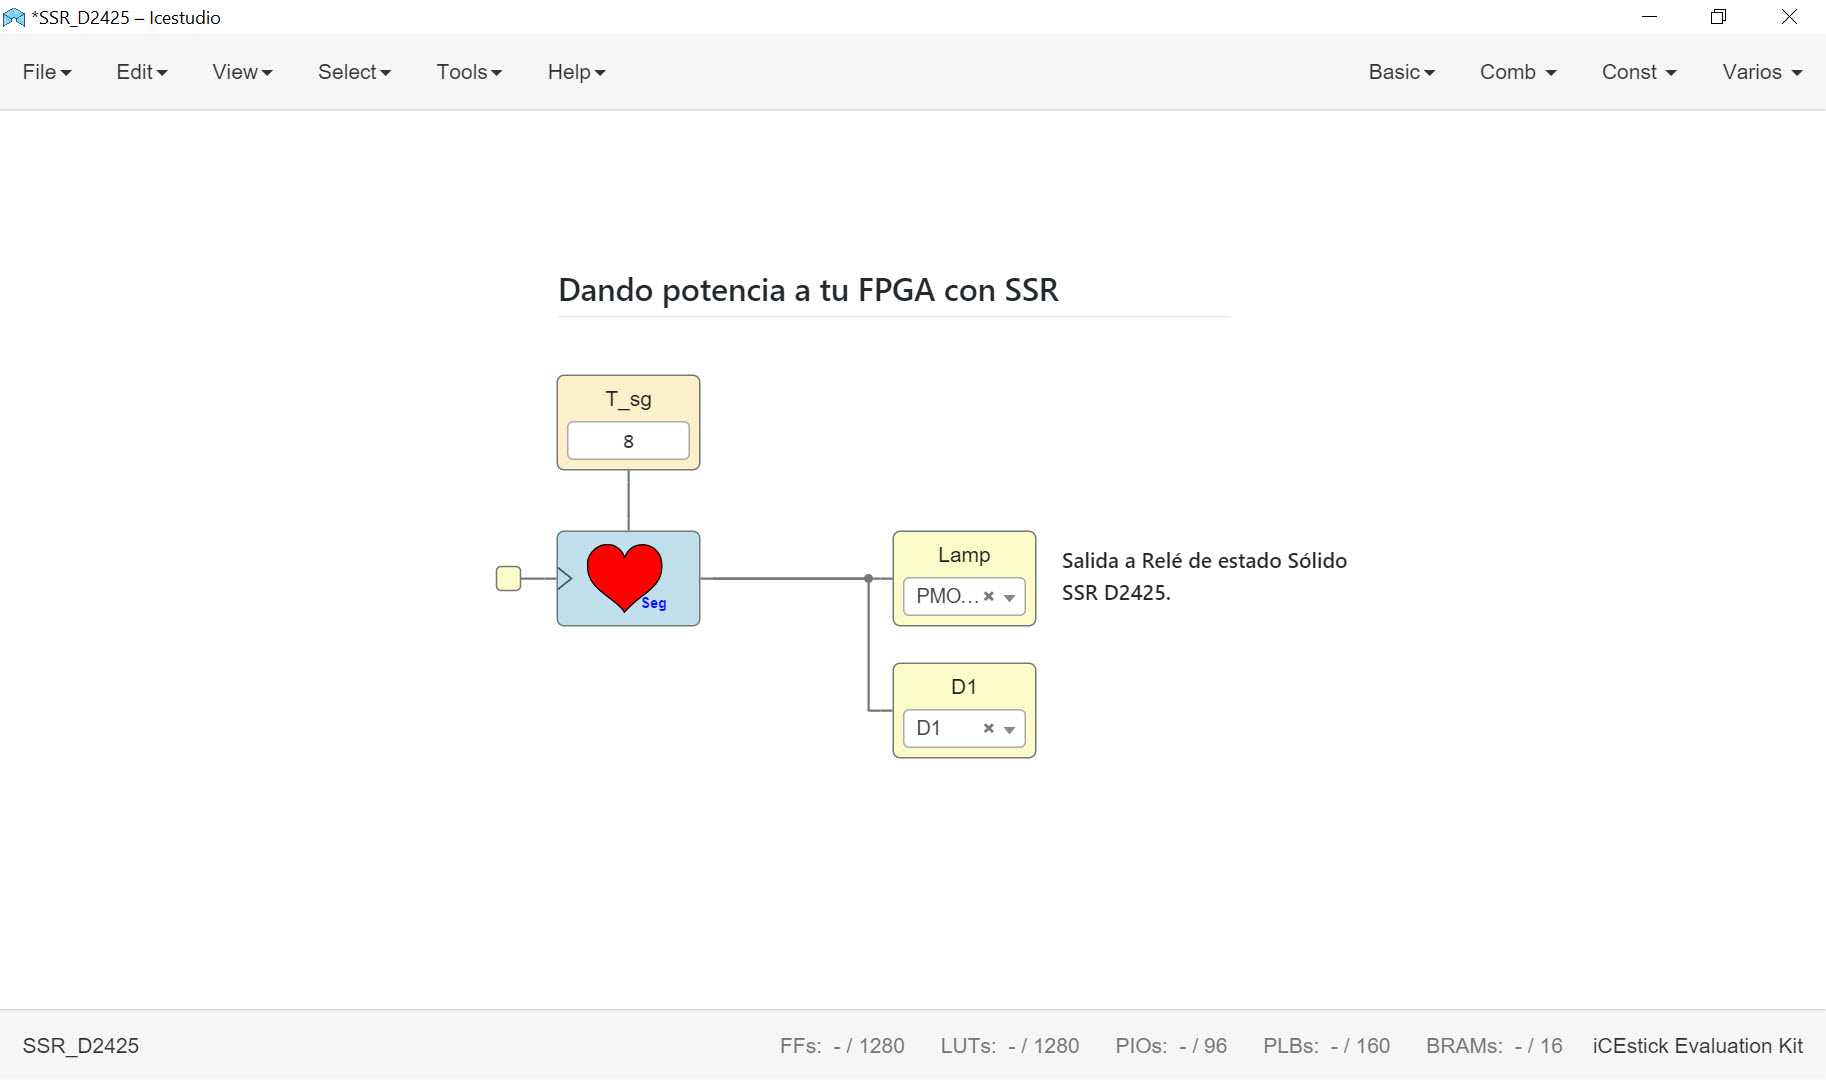 *SSR_D2425 – Icestudio
File Edit View Select Tools Help Basic Comb Const Varios
Dando potencia a tu FPGA con SSR
T_sg
8
Seg
Lamp
PMO...
Salida a Relé de estado Sólido
SSR D2425.
D1
D1
SSR_D2425 FFs: - / 1280 LUTs: - / 1280 PIOs: - / 96 PLBs: - / 160 BRAMs: - / 16 iCEstick Evaluation Kit